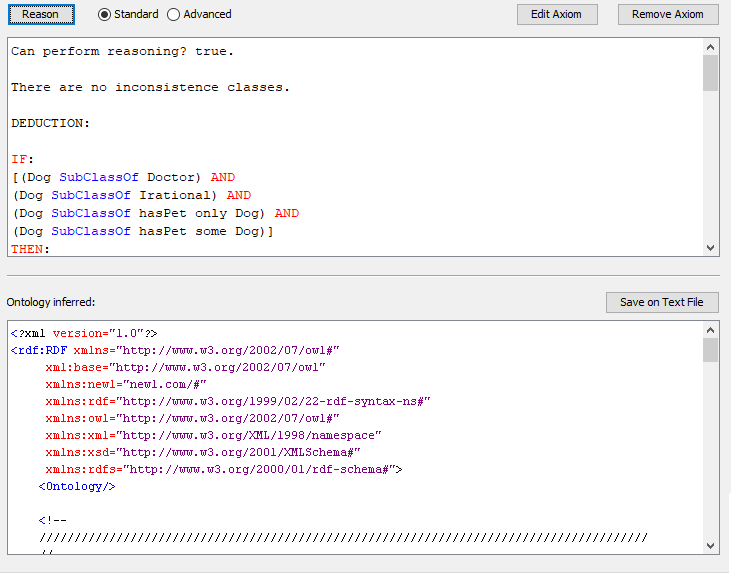 Reason Standard Advanced Edit Axiom Remove Axiom
Can perform reasoning? true.
There are no inconsistence classes.
DEDUCTION:
IF:
[(Dog SubClassOf Doctor) AND
(Dog SubClassOf Irational) AND
(Dog SubClassOf hasPet only Dog) AND
(Dog SubClassOf hasPet some Dog)]
THEN:
Ontology inferred: Save on Text File
<?xml version="1.0"?>
<rdf:RDF xmlns="http://www.w3.org/2002/07/owl#"
xml:base="http://www.w3.org/2002/07/owl"
xmlns:new1="new1.com/#"
xmlns:rdf="http://www.w3.org/1999/02/22-rdf-syntax-ns#"
xmlns:owl="http://www.w3.org/2002/07/owl#"
xmlns:xml="http://www.w3.org/XML/1998/namespace"
xmlns:xsd="http://www.w3.org/2001/XMLSchema#"
xmlns:rdfs="http://www.w3.org/2000/01/rdf-schema#">
<Ontology/>
<!--
///////////////////////////////////////////////////////////////////////////////////////
//